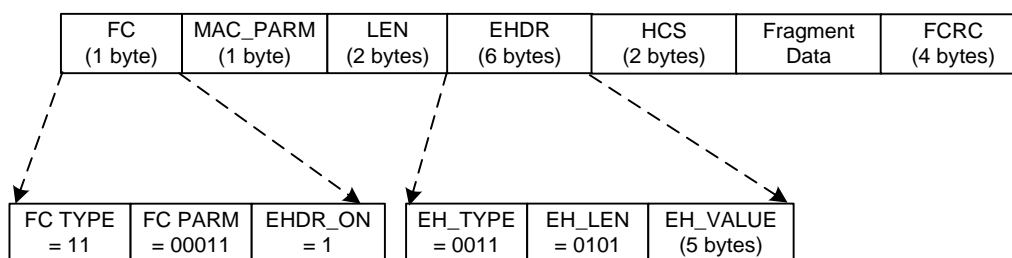 FC MAC_PARM LEN EHDR HCS Fragment FCRC
(1 byte) (1 byte) (2 bytes) (6 bytes) (2 bytes) Data (4 bytes)
FC TYPE FC PARM EHDR_ON EH_TYPE EH_LEN EH_VALUE
= 11 = 00011 = 1 = 0011 = 0101 (5 bytes)